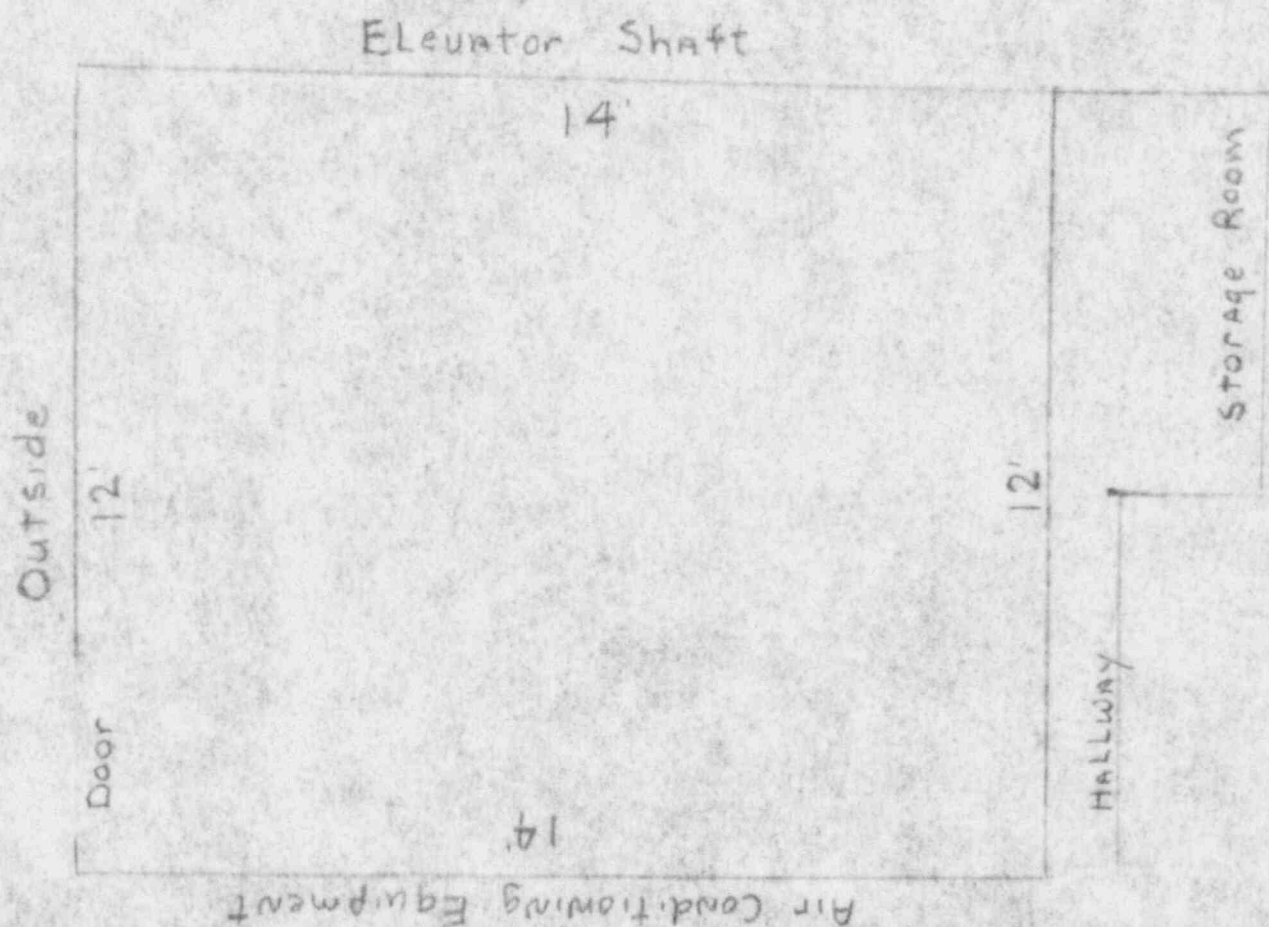 Elevator Shaft
14'
Outside
12'
12'
Storage Room
Door
Hallway
14'
Air Conditioning Equipment